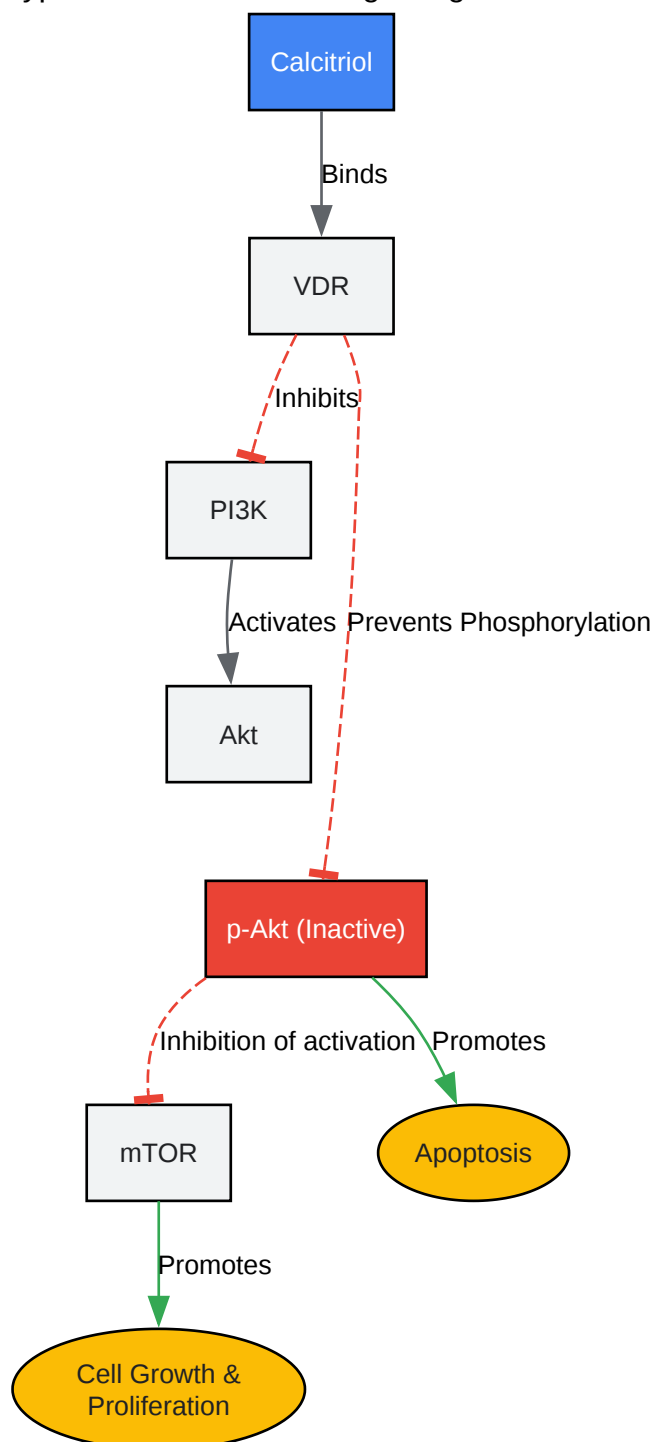 Calcitriol
Binds
VDR
Inhibits
PI3K
Activates
Prevents Phosphorylation
Akt
p-Akt (Inactive)
Inhibition of activation
Promotes
mTOR
Apoptosis
Promotes
Cell Growth &
Proliferation